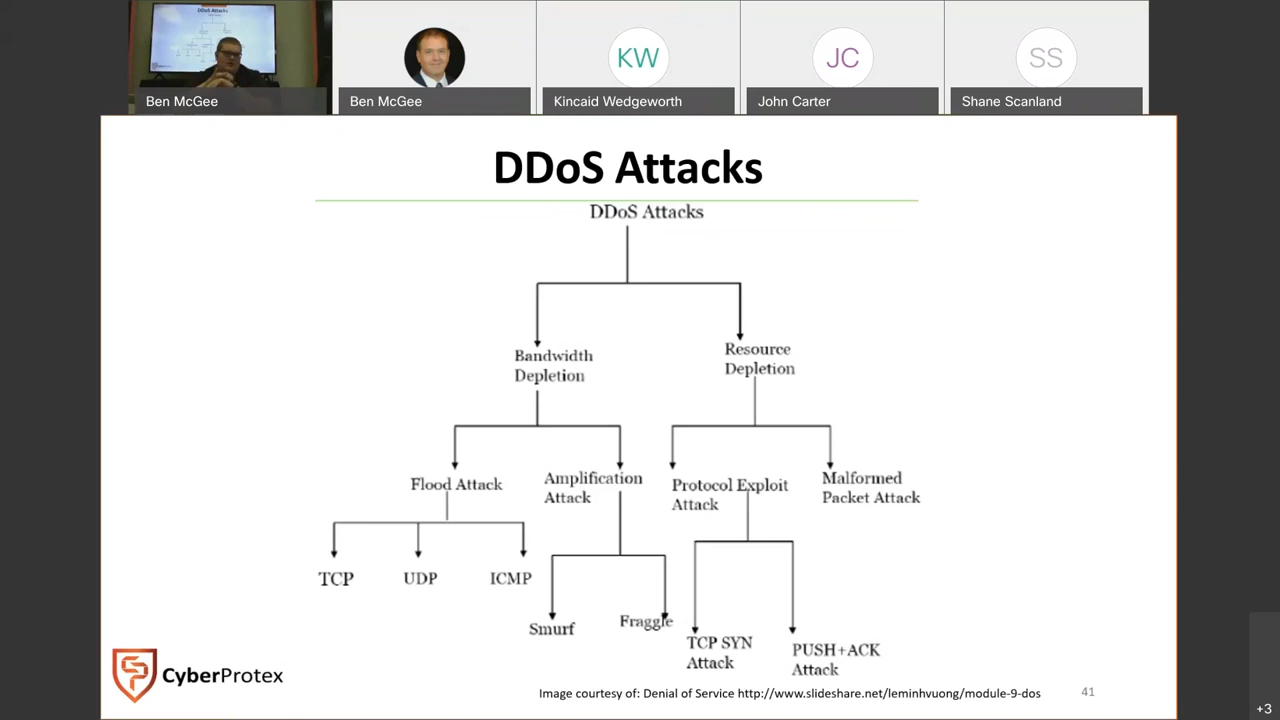 DDoS Attacks
KW
JC
SS
Ben McGee
Ben McGee
Kincaid Wedgeworth
John Carter
Shane Scanland
DDoS Attacks
DDoS Attacks
Bandwidth
Depletion
Resource
Depletion
Flood Attack
Amplification
Attack
Protocol Exploit
Attack
Malformed
Packet Attack
TCP
UDP
ICMP
Smurf
Fraggle
TCP SYN
Attack
PUSH+ACK
Attack
CyberProtex
Image courtesy of: Denial of Service http://www.slideshare.net/leminhvuong/module-9-dos
41
+3